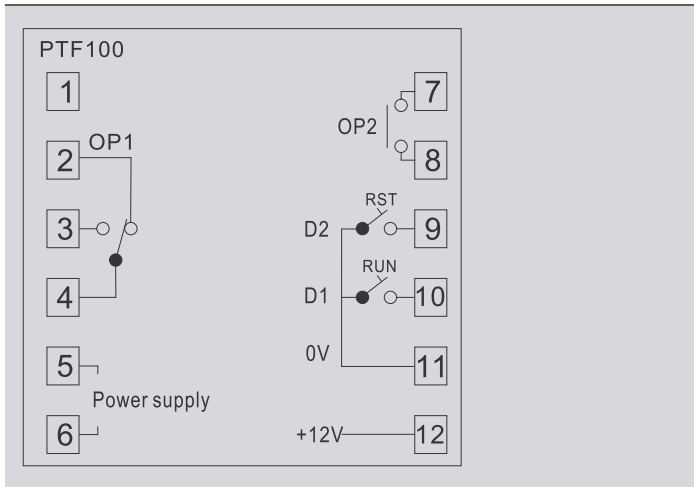 PTF100
1
7
OP2
OP1
2
8
RST
3
D2
9
RUN
4
D1
10
5
0V
11
Power supply
6
+12V
12